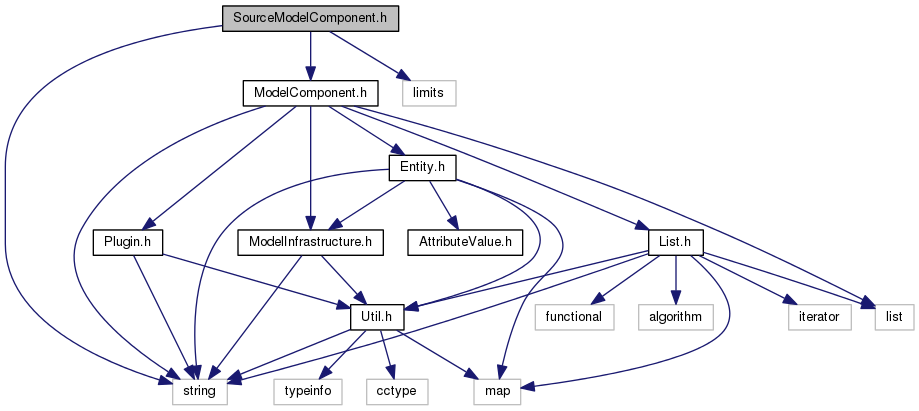 SourceModelComponent.h
ModelComponent.h
limits
Entity.h
Plugin.h
ModelInfrastructure.h
AttributeValue.h
List.h
Util.h
functional
algorithm
iterator
list
string
typeinfo
cctype
map